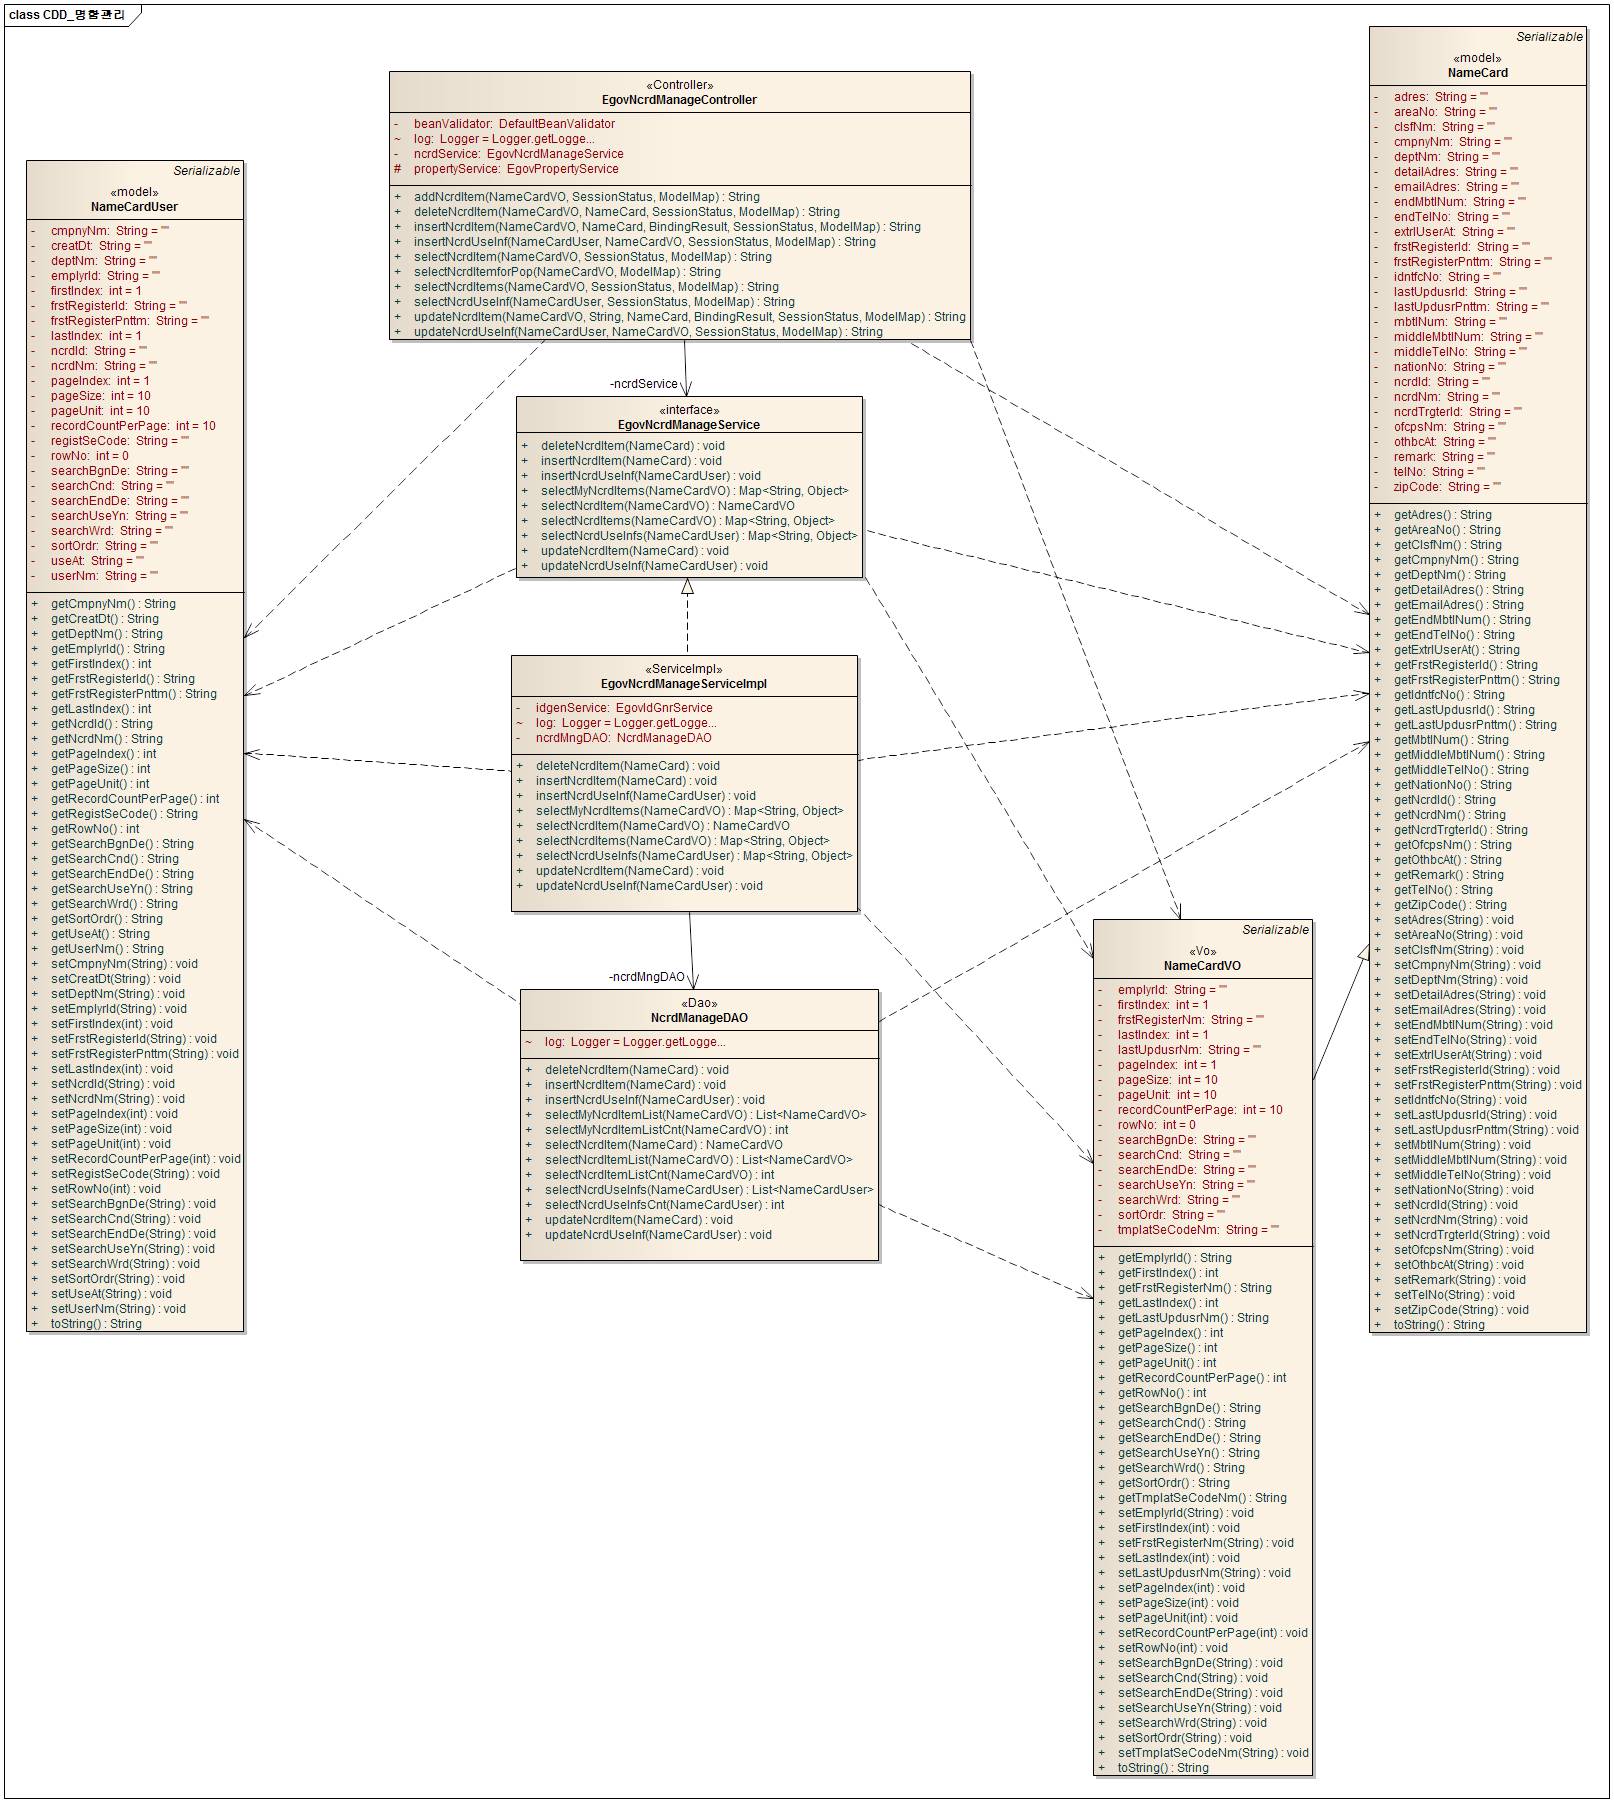 class CDD_명함관리
Serializable
«model»
NameCardUser
- cmpnyNm: String = ""
- creatDt: String = ""
- deptNm: String = ""
- emplyrId: String = ""
- firstIndex: int = 1
- frstRegisterId: String = ""
- frstRegisterPnttm: String = ""
- lastIndex: int = 1
- ncrdId: String = ""
- ncrdNm: String = ""
- pageIndex: int = 1
- pageSize: int = 10
- pageUnit: int = 10
- recordCountPerPage: int = 10
- registSeCode: String = ""
- rowNo: int = 0
- searchBgnDe: String = ""
- searchCnd: String = ""
- searchEndDe: String = ""
- searchUseYn: String = ""
- searchWrd: String = ""
- sortOrdr: String = ""
- useAt: String = ""
- userNm: String = ""
+ getCmpnyNm() : String
+ getCreatDt() : String
+ getDeptNm() : String
+ getEmplyrId() : String
+ getFirstIndex() : int
+ getFrstRegisterId() : String
+ getFrstRegisterPnttm() : String
+ getLastIndex() : int
+ getNcrdId() : String
+ getNcrdNm() : String
+ getPageIndex() : int
+ getPageSize() : int
+ getPageUnit() : int
+ getRecordCountPerPage() : int
+ getRegistSeCode() : String
+ getRowNo() : int
+ getSearchBgnDe() : String
+ getSearchCnd() : String
+ getSearchEndDe() : String
+ getSearchUseYn() : String
+ getSearchWrd() : String
+ getSortOrdr() : String
+ getUseAt() : String
+ getUserNm() : String
+ setCmpnyNm(String) : void
+ setCreatDt(String) : void
+ setDeptNm(String) : void
+ setEmplyrId(String) : void
+ setFirstIndex(int) : void
+ setFrstRegisterId(String) : void
+ setFrstRegisterPnttm(String) : void
+ setLastIndex(int) : void
+ setNcrdId(String) : void
+ setNcrdNm(String) : void
+ setPageIndex(int) : void
+ setPageSize(int) : void
+ setPageUnit(int) : void
+ setRecordCountPerPage(int) : void
+ setRegistSeCode(String) : void
+ setRowNo(int) : void
+ setSearchBgnDe(String) : void
+ setSearchCnd(String) : void
+ setSearchEndDe(String) : void
+ setSearchUseYn(String) : void
+ setSearchWrd(String) : void
+ setSortOrdr(String) : void
+ setUseAt(String) : void
+ setUserNm(String) : void
+ toString() : String
«Controller»
EgovNcrdManageController
- beanValidator: DefaultBeanValidator
~ log: Logger = Logger.getLogge...
- ncrdService: EgovNcrdManageService
# propertyService: EgovPropertyService
+ addNcrdItem(NameCardVO, SessionStatus, ModelMap) : String
+ deleteNcrdItem(NameCardVO, NameCard, SessionStatus, ModelMap) : String
+ insertNcrdItem(NameCardVO, NameCard, BindingResult, SessionStatus, ModelMap) : String
+ insertNcrdUseInf(NameCardUser, NameCardVO, SessionStatus, ModelMap) : String
+ selectNcrdItem(NameCardVO, SessionStatus, ModelMap) : String
+ selectNcrdItemforPop(NameCardVO, ModelMap) : String
+ selectNcrdItems(NameCardVO, SessionStatus, ModelMap) : String
+ selectNcrdUseInf(NameCardUser, SessionStatus, ModelMap) : String
+ updateNcrdItem(NameCardVO, String, NameCard, BindingResult, SessionStatus, ModelMap) : String
+ updateNcrdUseInf(NameCardUser, NameCardVO, SessionStatus, ModelMap) : String
-ncrdService
«interface»
EgovNcrdManageService
+ deleteNcrdItem(NameCard) : void
+ insertNcrdItem(NameCard) : void
+ insertNcrdUseInf(NameCardUser) : void
+ selectMyNcrdItems(NameCardVO) : Map<String, Object>
+ selectNcrdItem(NameCardVO) : NameCardVO
+ selectNcrdItems(NameCardVO) : Map<String, Object>
+ selectNcrdUseInfs(NameCardUser) : Map<String, Object>
+ updateNcrdItem(NameCard) : void
+ updateNcrdUseInf(NameCardUser) : void
«ServiceImpl»
EgovNcrdManageServiceImpl
- idgenService: EgovIdGnrService
~ log: Logger = Logger.getLogge...
- ncrdMngDAO: NcrdManageDAO
+ deleteNcrdItem(NameCard) : void
+ insertNcrdItem(NameCard) : void
+ insertNcrdUseInf(NameCardUser) : void
+ selectMyNcrdItems(NameCardVO) : Map<String, Object>
+ selectNcrdItem(NameCardVO) : NameCardVO
+ selectNcrdItems(NameCardVO) : Map<String, Object>
+ selectNcrdUseInfs(NameCardUser) : Map<String, Object>
+ updateNcrdItem(NameCard) : void
+ updateNcrdUseInf(NameCardUser) : void
-ncrdMngDAO
«Dao»
NcrdManageDAO
~ log: Logger = Logger.getLogge...
+ deleteNcrdItem(NameCard) : void
+ insertNcrdItem(NameCard) : void
+ insertNcrdUseInf(NameCardUser) : void
+ selectMyNcrdItemList(NameCardVO) : List<NameCardVO>
+ selectMyNcrdItemListCnt(NameCardVO) : int
+ selectNcrdItem(NameCard) : NameCardVO
+ selectNcrdItemList(NameCardVO) : List<NameCardVO>
+ selectNcrdItemListCnt(NameCardVO) : int
+ selectNcrdUseInfs(NameCardUser) : List<NameCardUser>
+ selectNcrdUseInfsCnt(NameCardUser) : int
+ updateNcrdItem(NameCard) : void
+ updateNcrdUseInf(NameCardUser) : void
Serializable
«Vo»
NameCardVO
- emplyrId: String = ""
- firstIndex: int = 1
- frstRegisterNm: String = ""
- lastIndex: int = 1
- lastUpdusrNm: String = ""
- pageIndex: int = 1
- pageSize: int = 10
- pageUnit: int = 10
- recordCountPerPage: int = 10
- rowNo: int = 0
- searchBgnDe: String = ""
- searchCnd: String = ""
- searchEndDe: String = ""
- searchUseYn: String = ""
- searchWrd: String = ""
- sortOrdr: String = ""
- tmplatSeCodeNm: String = ""
+ getEmplyrId() : String
+ getFirstIndex() : int
+ getFrstRegisterNm() : String
+ getLastIndex() : int
+ getLastUpdusrNm() : String
+ getPageIndex() : int
+ getPageSize() : int
+ getPageUnit() : int
+ getRecordCountPerPage() : int
+ getRowNo() : int
+ getSearchBgnDe() : String
+ getSearchCnd() : String
+ getSearchEndDe() : String
+ getSearchUseYn() : String
+ getSearchWrd() : String
+ getSortOrdr() : String
+ getTmplatSeCodeNm() : String
+ setEmplyrId(String) : void
+ setFirstIndex(int) : void
+ setFrstRegisterNm(String) : void
+ setLastIndex(int) : void
+ setLastUpdusrNm(String) : void
+ setPageIndex(int) : void
+ setPageSize(int) : void
+ setPageUnit(int) : void
+ setRecordCountPerPage(int) : void
+ setRowNo(int) : void
+ setSearchBgnDe(String) : void
+ setSearchCnd(String) : void
+ setSearchEndDe(String) : void
+ setSearchUseYn(String) : void
+ setSearchWrd(String) : void
+ setSortOrdr(String) : void
+ setTmplatSeCodeNm(String) : void
+ toString() : String
Serializable
«model»
NameCard
- adres: String = ""
- areaNo: String = ""
- clsfNm: String = ""
- cmpnyNm: String = ""
- deptNm: String = ""
- detailAdres: String = ""
- emailAdres: String = ""
- endMbtlNum: String = ""
- endTelNo: String = ""
- extrlUserAt: String = ""
- frstRegisterId: String = ""
- frstRegisterPnttm: String = ""
- idntfcNo: String = ""
- lastUpdusrId: String = ""
- lastUpdusrPnttm: String = ""
- mbtlNum: String = ""
- middleMbtlNum: String = ""
- middleTelNo: String = ""
- nationNo: String = ""
- ncrdId: String = ""
- ncrdNm: String = ""
- ncrdTrgterId: String = ""
- ofcpsNm: String = ""
- othbcAt: String = ""
- remark: String = ""
- telNo: String = ""
- zipCode: String = ""
+ getAdres() : String
+ getAreaNo() : String
+ getClsfNm() : String
+ getCmpnyNm() : String
+ getDeptNm() : String
+ getDetailAdres() : String
+ getEmailAdres() : String
+ getEndMbtlNum() : String
+ getEndTelNo() : String
+ getExtrlUserAt() : String
+ getFrstRegisterId() : String
+ getFrstRegisterPnttm() : String
+ getIdntfcNo() : String
+ getLastUpdusrId() : String
+ getLastUpdusrPnttm() : String
+ getMbtlNum() : String
+ getMiddleMbtlNum() : String
+ getMiddleTelNo() : String
+ getNationNo() : String
+ getNcrdId() : String
+ getNcrdNm() : String
+ getNcrdTrgterId() : String
+ getOfcpsNm() : String
+ getOthbcAt() : String
+ getRemark() : String
+ getTelNo() : String
+ getZipCode() : String
+ setAdres(String) : void
+ setAreaNo(String) : void
+ setClsfNm(String) : void
+ setCmpnyNm(String) : void
+ setDeptNm(String) : void
+ setDetailAdres(String) : void
+ setEmailAdres(String) : void
+ setEndMbtlNum(String) : void
+ setEndTelNo(String) : void
+ setExtrlUserAt(String) : void
+ setFrstRegisterId(String) : void
+ setFrstRegisterPnttm(String) : void
+ setIdntfcNo(String) : void
+ setLastUpdusrId(String) : void
+ setLastUpdusrPnttm(String) : void
+ setMbtlNum(String) : void
+ setMiddleMbtlNum(String) : void
+ setMiddleTelNo(String) : void
+ setNationNo(String) : void
+ setNcrdId(String) : void
+ setNcrdNm(String) : void
+ setNcrdTrgterId(String) : void
+ setOfcpsNm(String) : void
+ setOthbcAt(String) : void
+ setRemark(String) : void
+ setTelNo(String) : void
+ setZipCode(String) : void
+ toString() : String